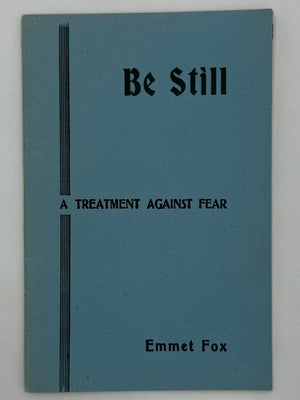 Be Still
A TREATMENT AGAINST FEAR
Emmet Fox